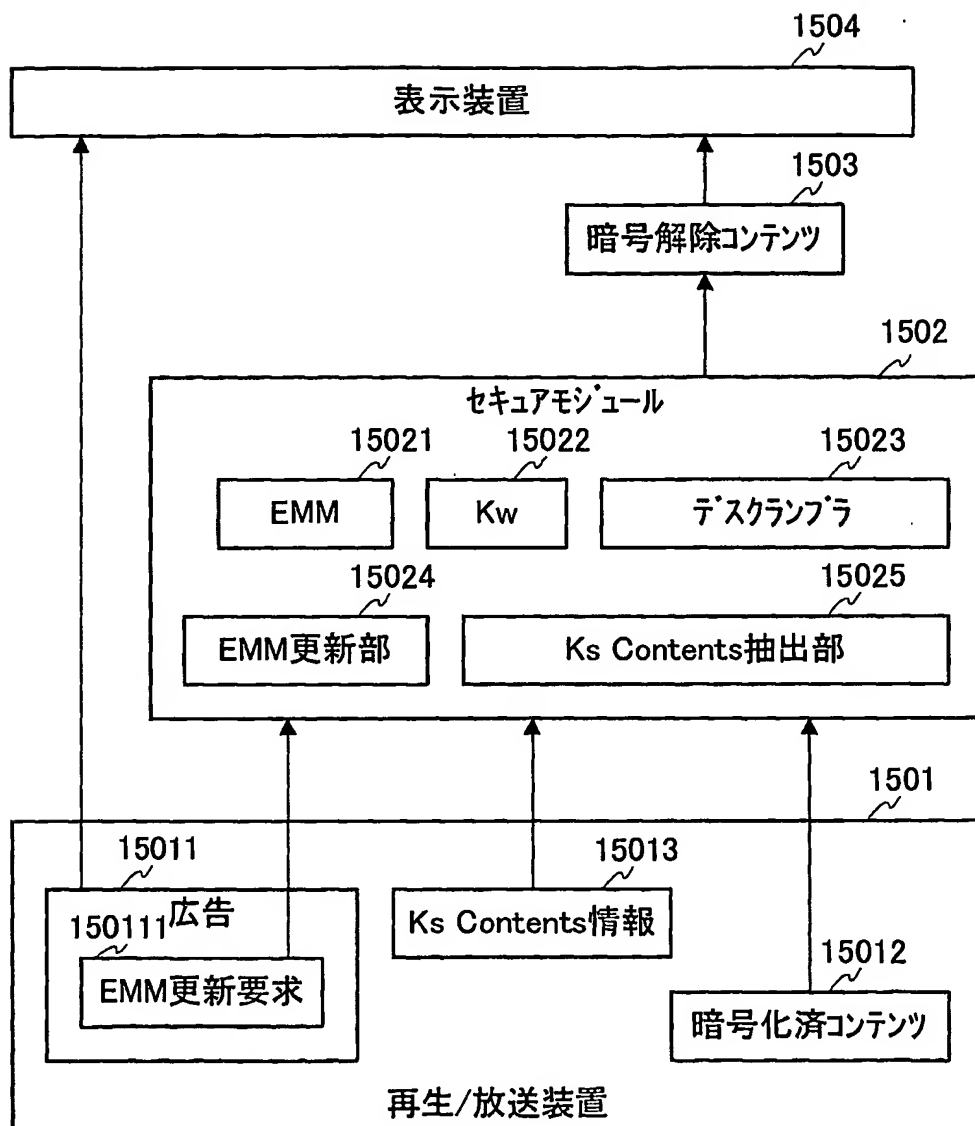 1504
表示装置
1503
暗号解除コンテンツ
1502
セキュアモジュール
15021
15022
15023
EMM
Kw
デスクランブラ
15024
15025
EMM更新部
Ks Contents抽出部
1501
15011
15013
広告
150111
Ks Contents情報
15012
EMM更新要求
暗号化済コンテンツ
再生/放送装置